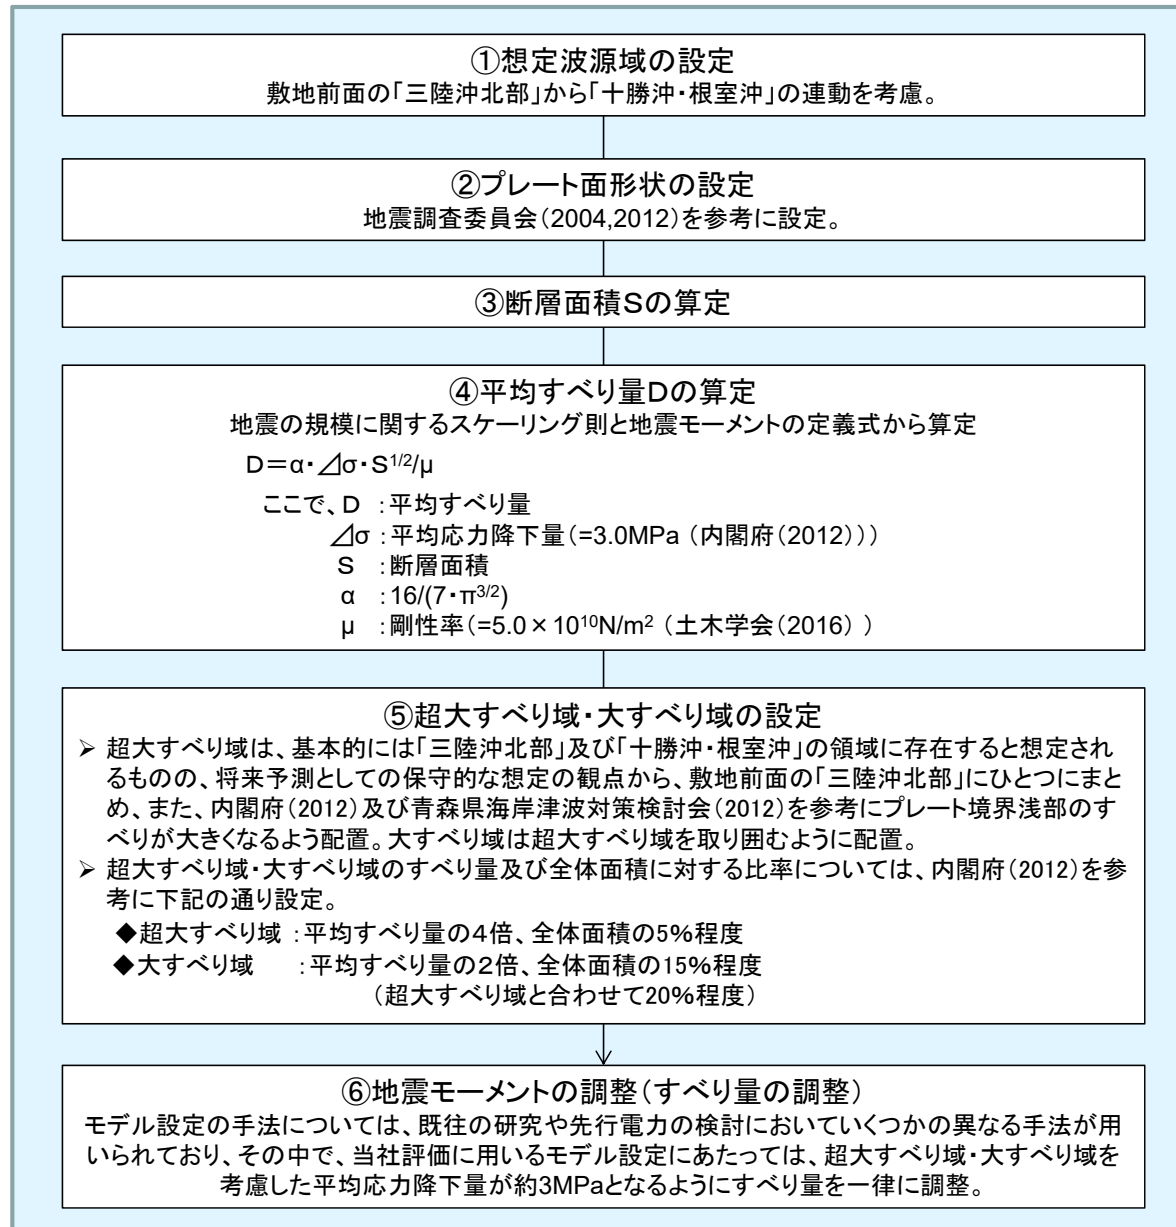 ①想定波源域の設定
敷地前面の「三陸沖北部」から「十勝沖・根室沖」の連動を考慮。
②プレート面形状の設定
地震調査委員会(2004,2012)を参考に設定。
③断層面積Sの算定
④平均すべり量Dの算定
地震の規模に関するスケーリング則と地震モーメントの定義式から算定
D=α・⊿σ・S1/2/μ
ここで、D :平均すべり量
⊿σ :平均応力降下量(=3.0MPa (内閣府(2012)))
S :断層面積
α :16/(7・π3/2)
μ :剛性率(=5.0×1010N/m2 (土木学会(2016) )
⑤超大すべり域・大すべり域の設定
➢ 超大すべり域は、基本的には「三陸沖北部」及び「十勝沖・根室沖」の領域に存在すると想定され
るものの、将来予測としての保守的な想定の観点から、敷地前面の「三陸沖北部」にひとつにまと
め、また、内閣府(2012)及び青森県海岸津波対策検討会(2012)を参考にプレート境界浅部のす
べりが大きくなるよう配置。大すべり域は超大すべり域を取り囲むように配置。
➢ 超大すべり域・大すべり域のすべり量及び全体面積に対する比率については、内閣府(2012)を参
考に下記の通り設定。
◆超大すべり域 :平均すべり量の4倍、全体面積の5%程度
◆大すべり域 :平均すべり量の2倍、全体面積の15%程度
(超大すべり域と合わせて20%程度)
⑥地震モーメントの調整(すべり量の調整)
モデル設定の手法については、既往の研究や先行電力の検討においていくつかの異なる手法が用
いられており、その中で、当社評価に用いるモデル設定にあたっては、超大すべり域・大すべり域を
考慮した平均応力降下量が約3MPaとなるようにすべり量を一律に調整。